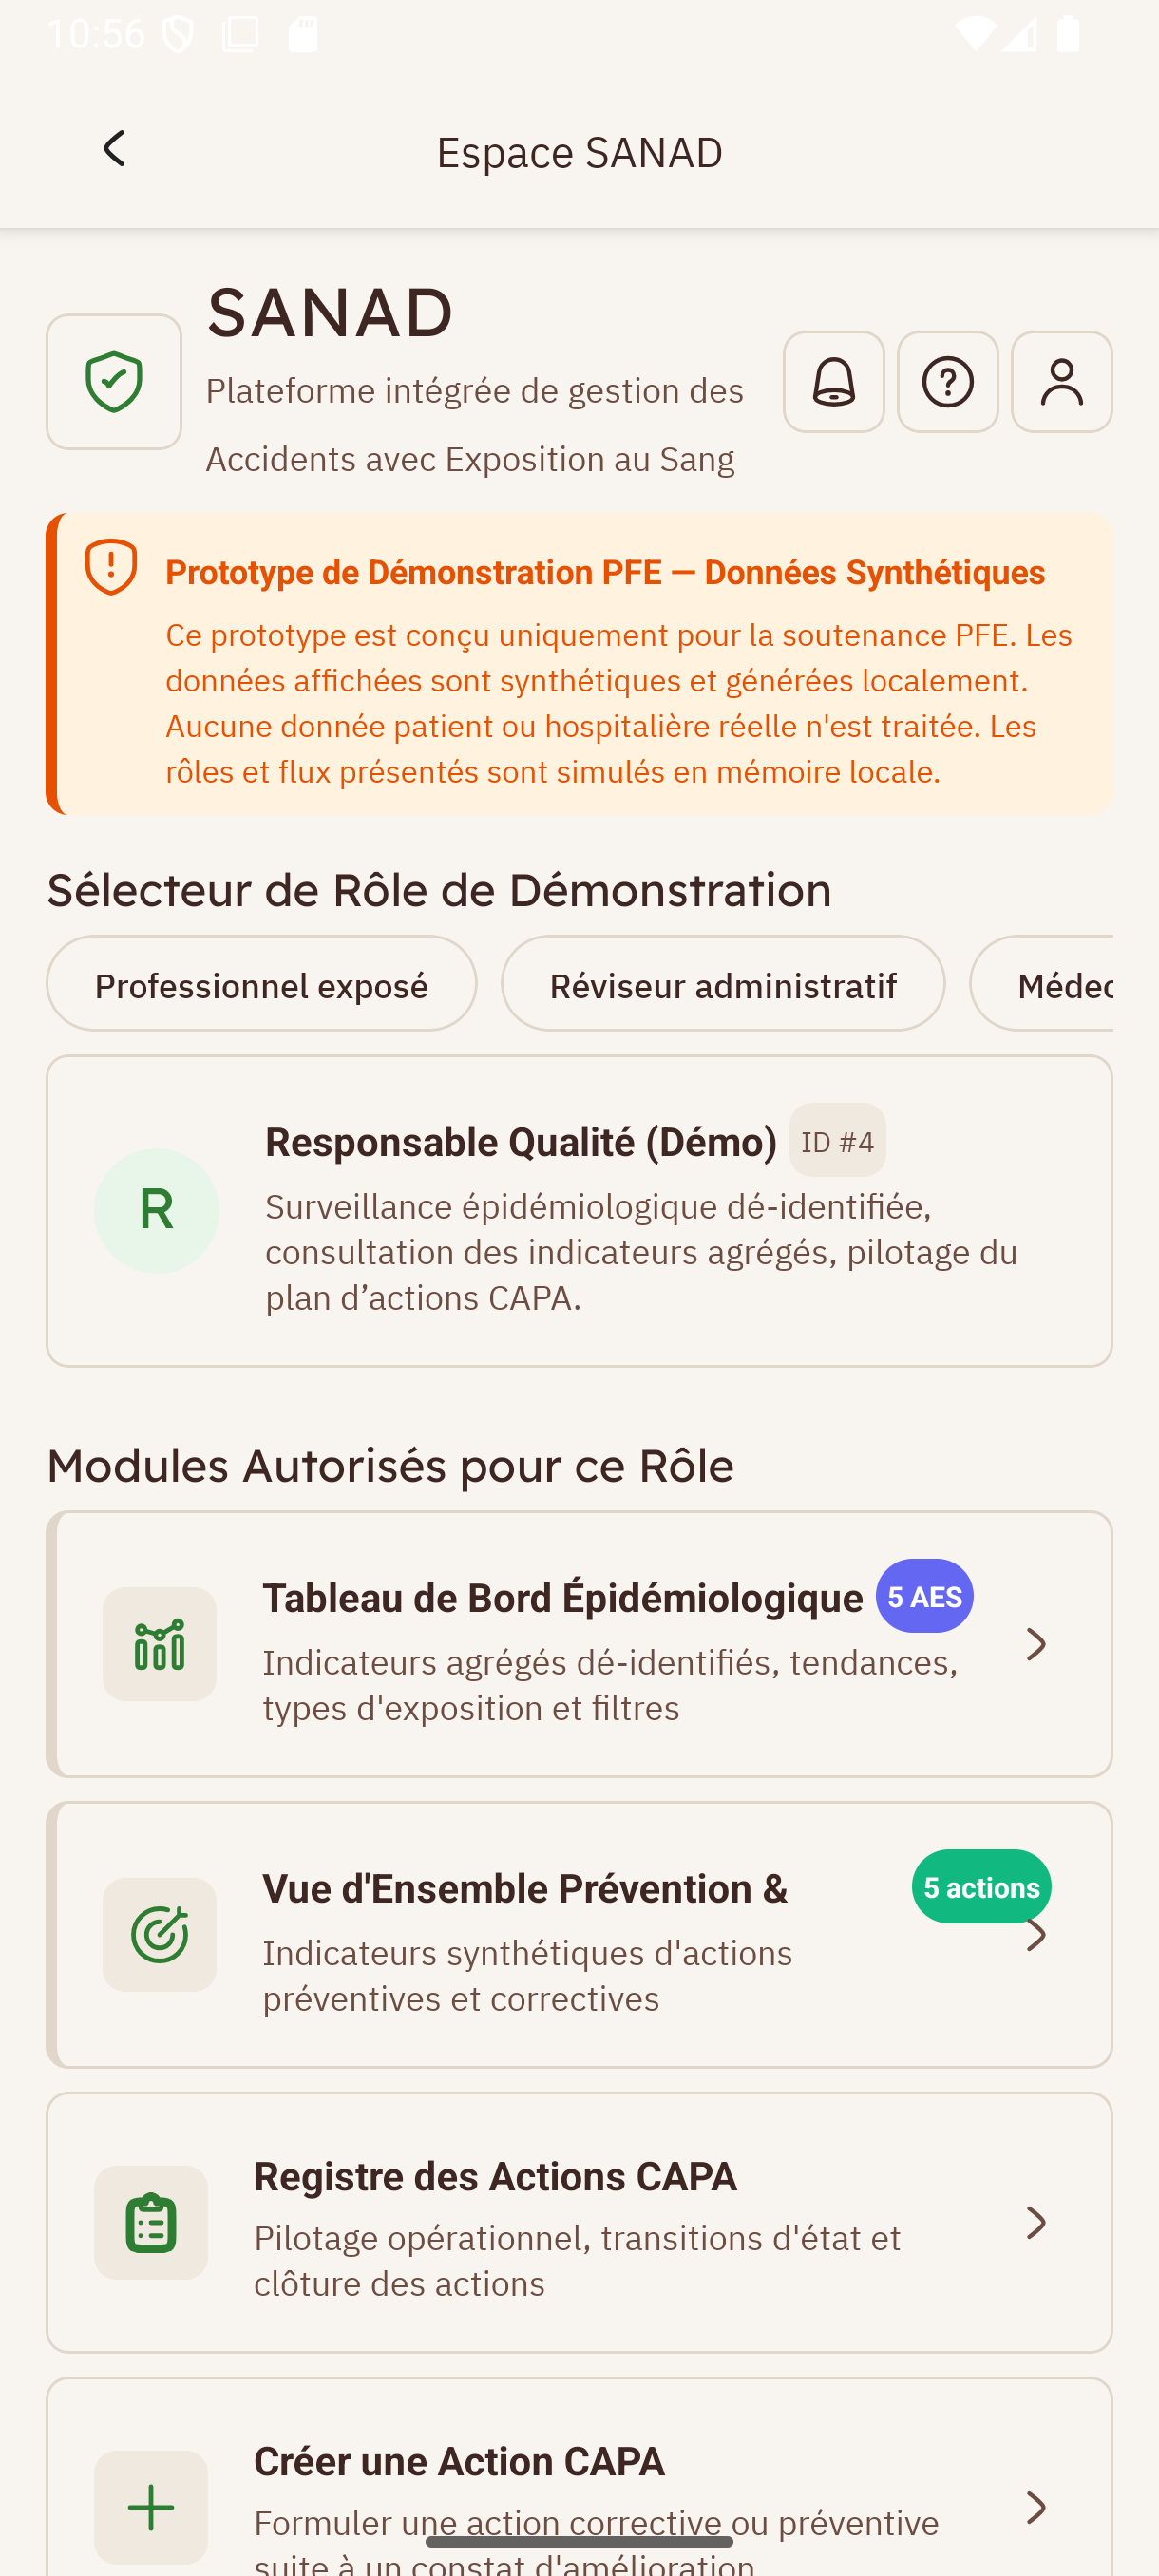 10:56
Espace SANAD
SANAD
Plateforme intégrée de gestion des
Accidents avec Exposition au Sang
Prototype de Démonstration PFE — Données Synthétiques
Ce prototype est conçu uniquement pour la soutenance PFE. Les
données affichées sont synthétiques et générées localement.
Aucune donnée patient ou hospitalière réelle n'est traitée. Les
rôles et flux présentés sont simulés en mémoire locale.
Sélecteur de Rôle de Démonstration
Professionnel exposé
Réviseur administratif
Médec
Responsable Qualité (Démo) ID #4
R
Surveillance épidémiologique dé-identifiée,
consultation des indicateurs agrégés, pilotage du
plan d’actions CAPA.
Modules Autorisés pour ce Rôle
Tableau de Bord Épidémiologique 5 AES
Indicateurs agrégés dé-identifiés, tendances,
types d'exposition et filtres
Vue d'Ensemble Prévention & 5 actions
Indicateurs synthétiques d'actions
préventives et correctives
Registre des Actions CAPA
Pilotage opérationnel, transitions d'état et
clôture des actions
Créer une Action CAPA
Formuler une action corrective ou préventive
suite à un constat d'amélioration